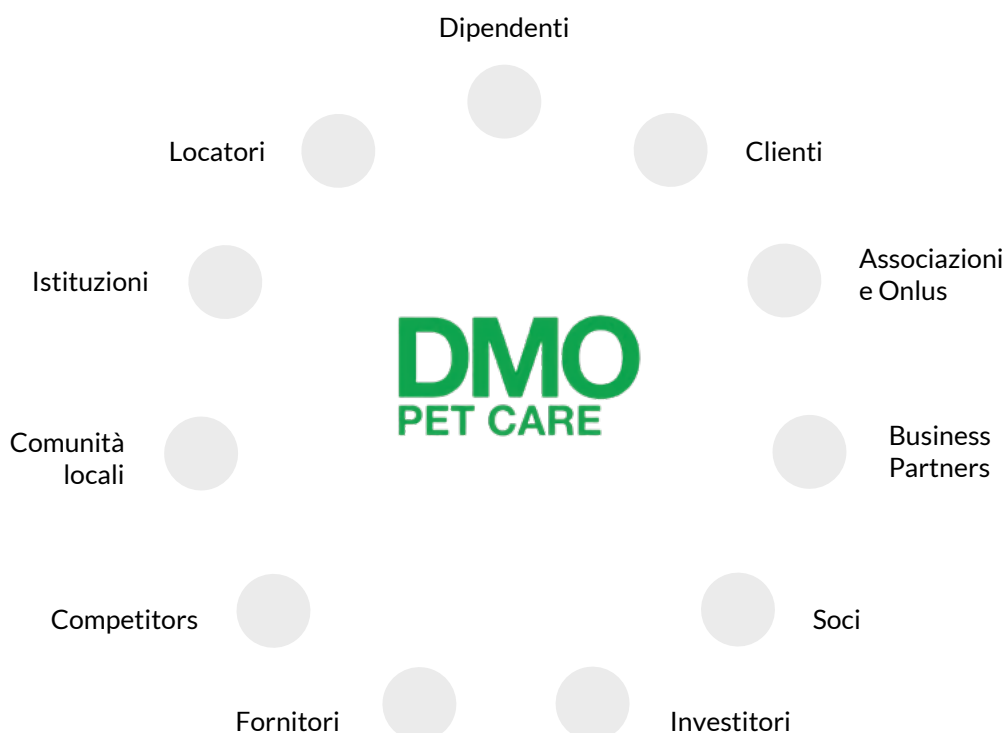 Dipendenti
Locatori
Clienti
Istituzioni
Associazioni
e Onlus
DMO
PET CARE
Comunità
locali
Business
Partners
Competitors
Soci
Fornitori
Investitori